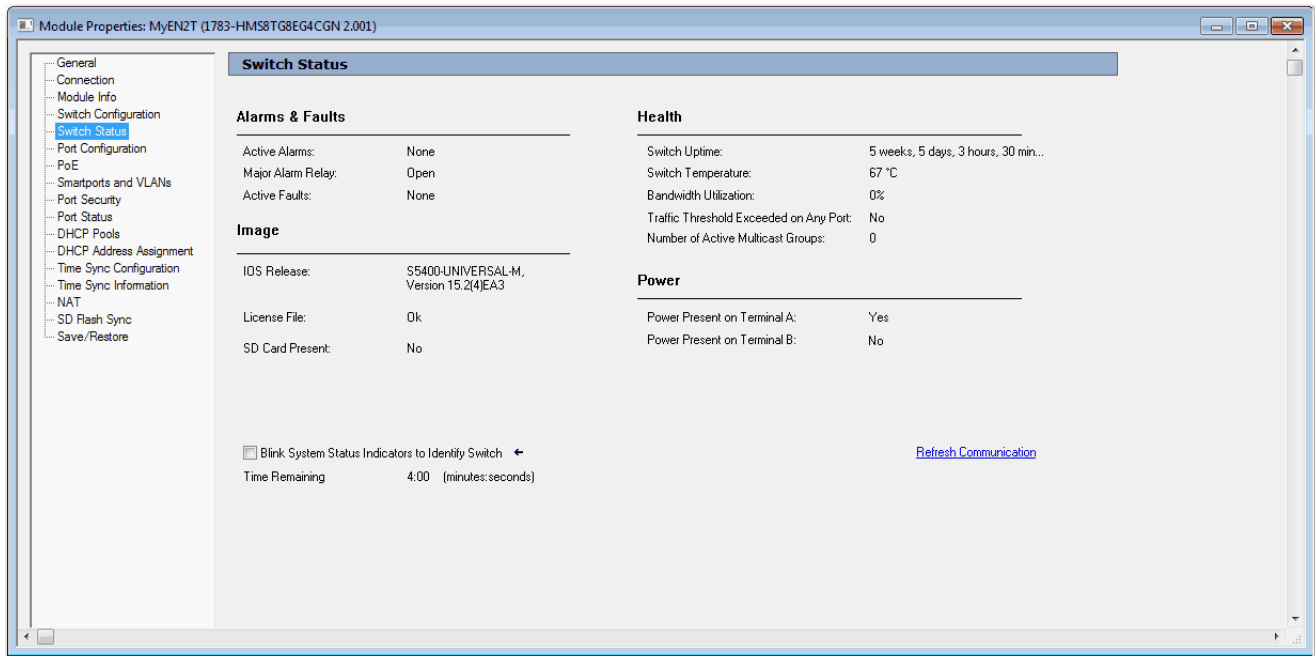 Module Properties: MyEN2T (1783-HMS8TG8EG4CGN 2.001)
General
Connection
Module Info
Switch Configuration
Switch Status
Port Configuration
PoE
Smartports and VLANs
Port Security
Port Status
DHCP Pools
DHCP Address Assignment
Time Sync Configuration
Time Sync Information
NAT
SD Flash Sync
Save/Restore
Switch Status
Alarms & Faults
Active Alarms: None
Major Alarm Relay: Open
Active Faults: None
Image
IOS Release: S5400-UNIVERSAL-M,
Version 15.2(4)EA3
License File: Ok
SD Card Present: No
Health
Switch Uptime: 5 weeks, 5 days, 3 hours, 30 min...
Switch Temperature: 67 °C
Bandwidth Utilization: 0%
Traffic Threshold Exceeded on Any Port: No
Number of Active Multicast Groups: 0
Power
Power Present on Terminal A: Yes
Power Present on Terminal B: No
Blink System Status Indicators to Identify Switch
Time Remaining 4:00 (minutes:seconds)
Refresh Communication